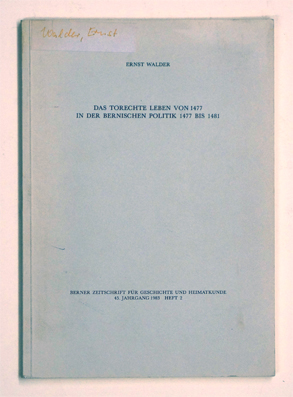 Walder, Ernst
ERNST WALDER
DAS TORECHTE LEBEN VON 1477
IN DER BERNISCHEN POLITIK 1477 BIS 1481
BERNER ZEITSCHRIFT FÜR GESCHICHTE UND HEIMATKUNDE
45. JAHRGANG 1983 HEFT 2